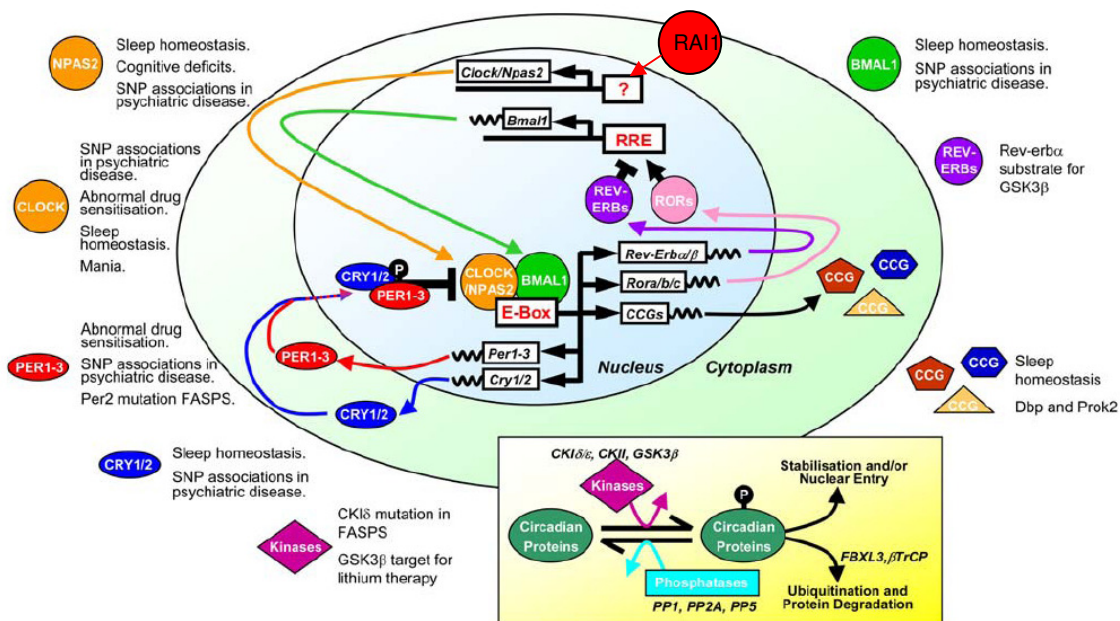 NPAS2
Sleep homeostasis.
Cognitive deficits.
SNP associations in
psychiatric disease.
RAI1
BMAL1
Sleep homeostasis.
SNP associations in
psychiatric disease.
Clock/Npas2
?
Bmal1
RRE
REV-
ERBs
RORs
REV-
ERBs
Rev-erbα
substrate for
GSK3β
CLOCK
SNP associations
in psychiatric
disease.
Abnormal drug
sensitisation.
Sleep
homeostasis.
Mania.
CRY1/2
P
PER1-3
CLOCK
/NPAS2
BMAL1
E-Box
Rev-Erbα/β
Rora/b/c
CCGs
CCG
CCG
CCG
PER1-3
Abnormal drug
sensitisation.
SNP associations in
psychiatric disease.
Per2 mutation FASPS.
PER1-3
Per1-3
Cry1/2
CRY1/2
Nucleus
Cytoplasm
CCG
CCG
CCG
Sleep
homeostasis
Dbp and Prok2
CRY1/2
Sleep homeostasis.
SNP associations in
psychiatric disease.
Kinases
CKIδ mutation in
FASPS
GSK3β target for
lithium therapy
CKIδ/ε, CKII, GSK3β
Kinases
Circadian
Proteins
P
Circadian
Proteins
Phosphatases
PP1, PP2A, PP5
Stabilisation and/or
Nuclear Entry
FBXL3,βTrCP
Ubiquitination and
Protein Degradation